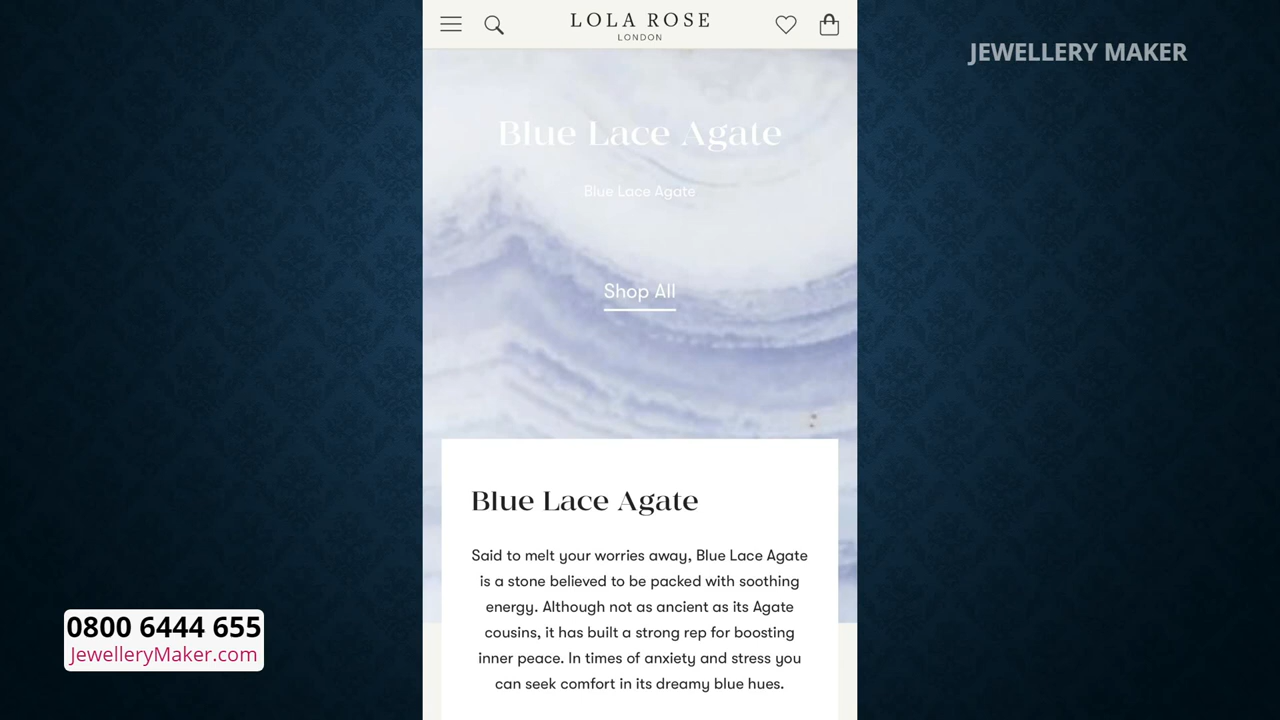 LOLA ROSE
LONDON
JEWELLERY MAKER
Blue Lace Agate
Blue Lace Agate
Shop All
Blue Lace Agate
Said to melt your worries away, Blue Lace Agate
is a stone believed to be packed with soothing
energy. Although not as ancient as its Agate
cousins, it has built a strong rep for boosting
inner peace. In times of anxiety and stress you
can seek comfort in its dreamy blue hues.
0800 6444 655
JewelleryMaker.com